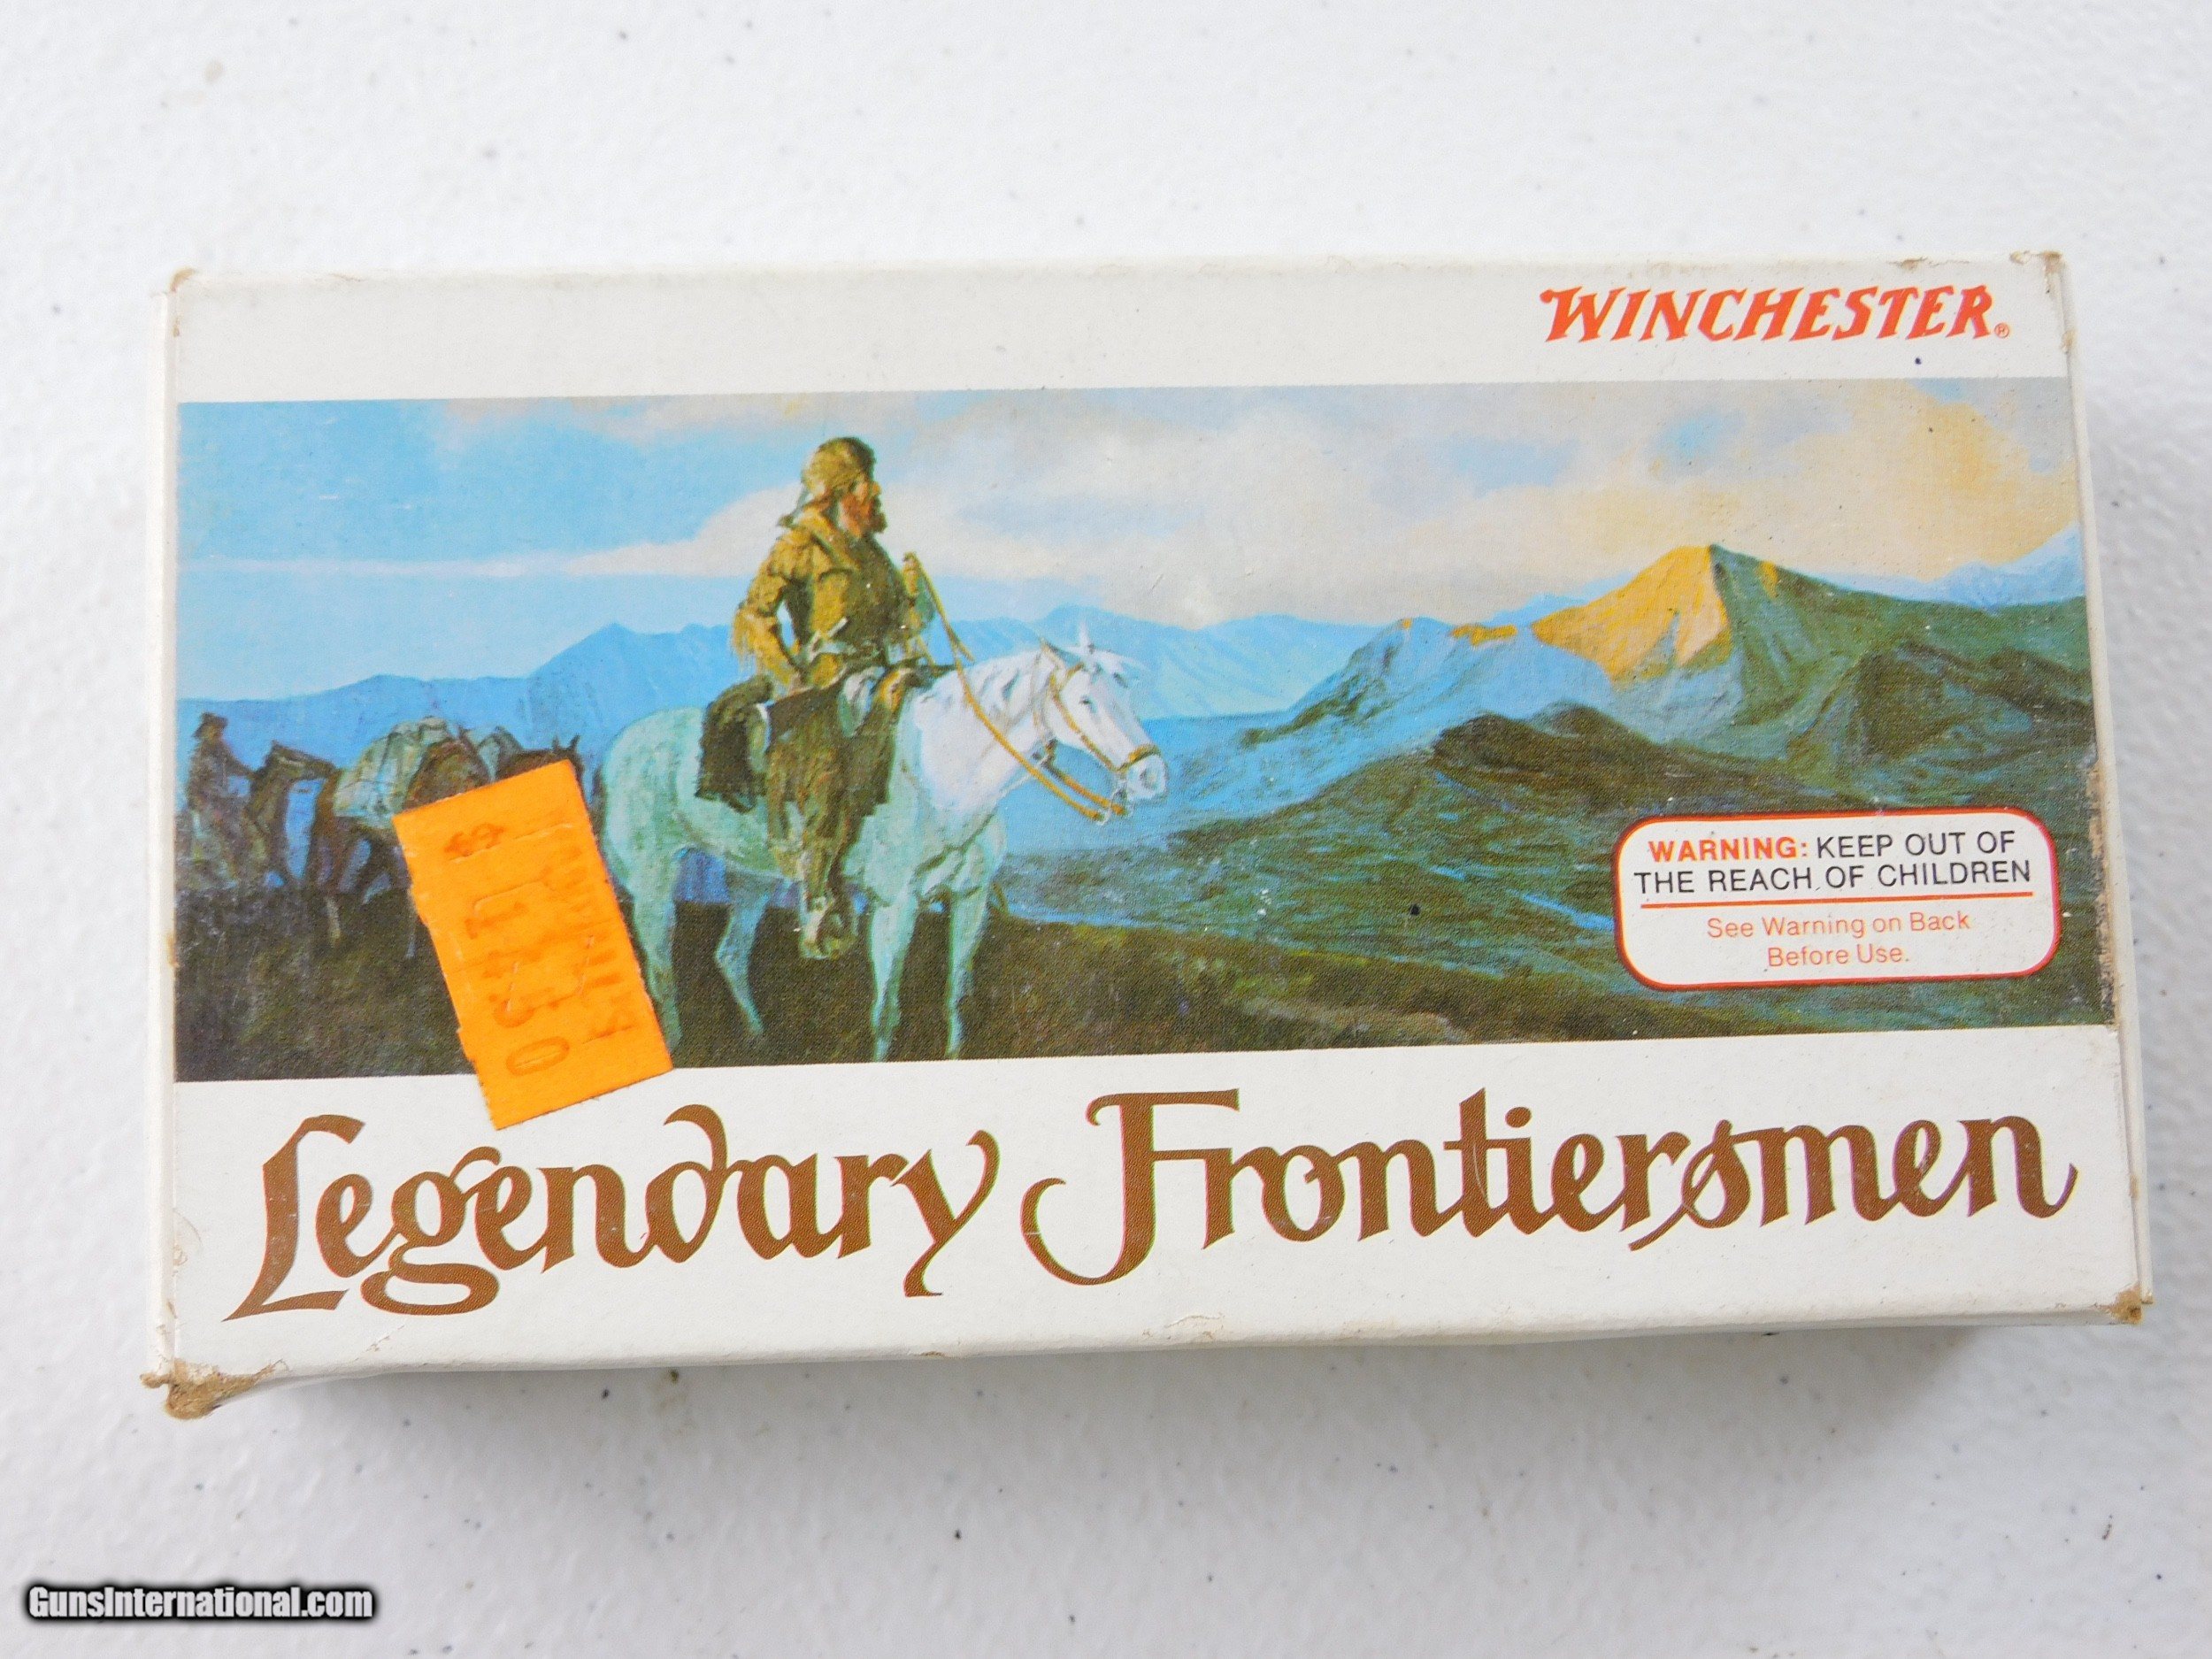 WINCHESTER®
WARNING: KEEP OUT OF
THE REACH OF CHILDREN
See Warning on Back
Before Use.
Legendary Frontiersmen
GunsInternational.com